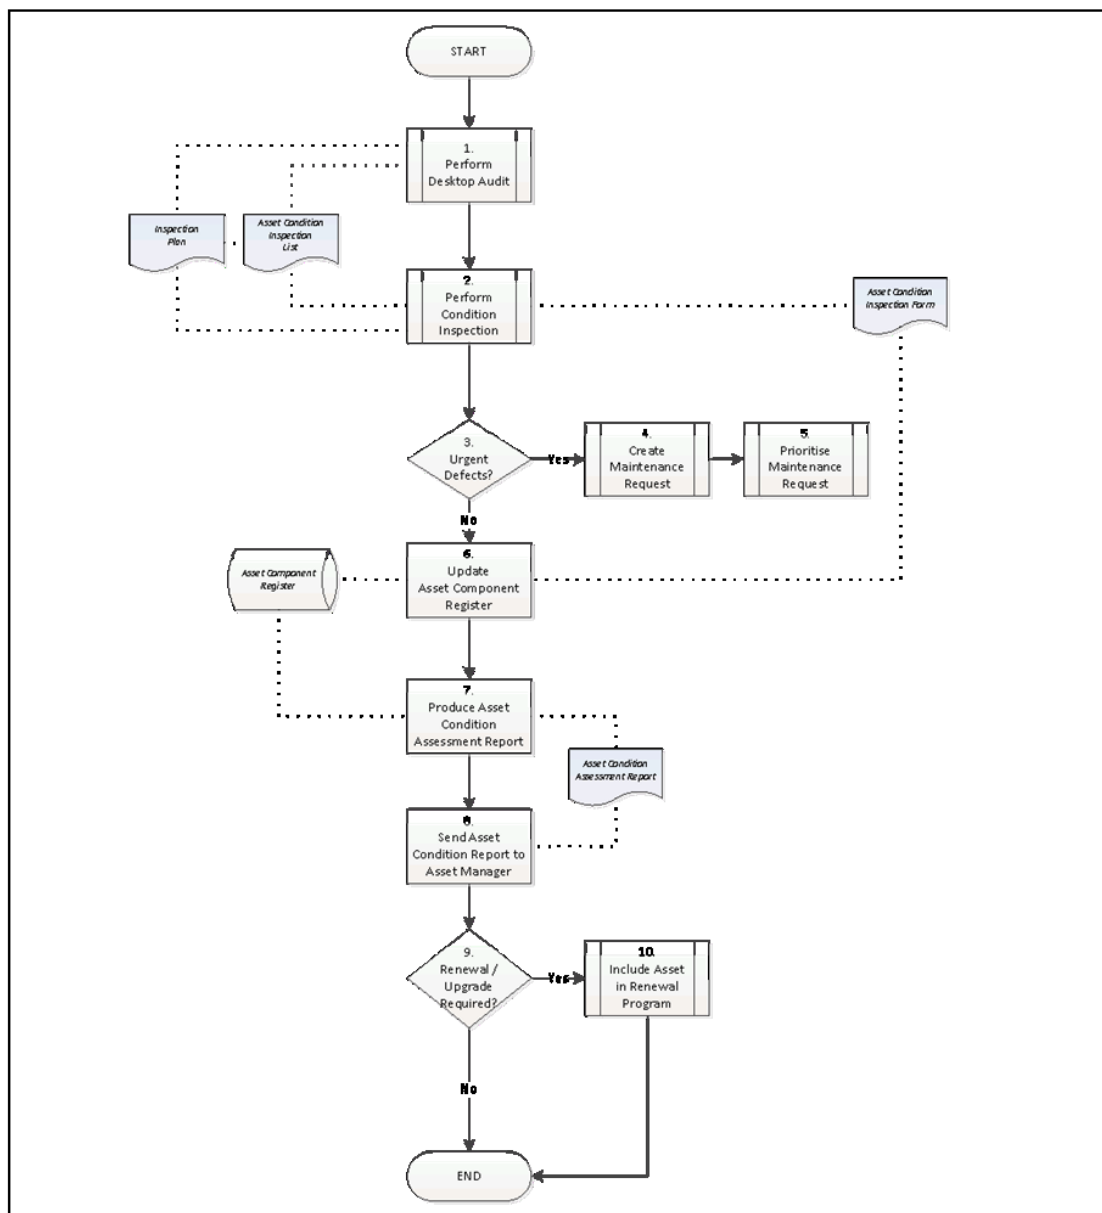 START
1.
Perform
Desktop Audit
Inspection
Plan
Asset Condition
Inspection
List
2.
Perform
Condition
Inspection
Asset Condition
Inspection Form
3.
Urgent
Defects?
Yes
4.
Create
Maintenance
Request
5.
Prioritise
Maintenance
Request
No
6.
Update
Asset Component
Register
Asset Component
Register
7.
Produce Asset
Condition
Assessment Report
Asset Condition
Assessment Report
8.
Send Asset
Condition Report to
Asset Manager
9.
Renewal /
Upgrade
Required?
Yes
10.
Include Asset
in Renewal
Program
No
END